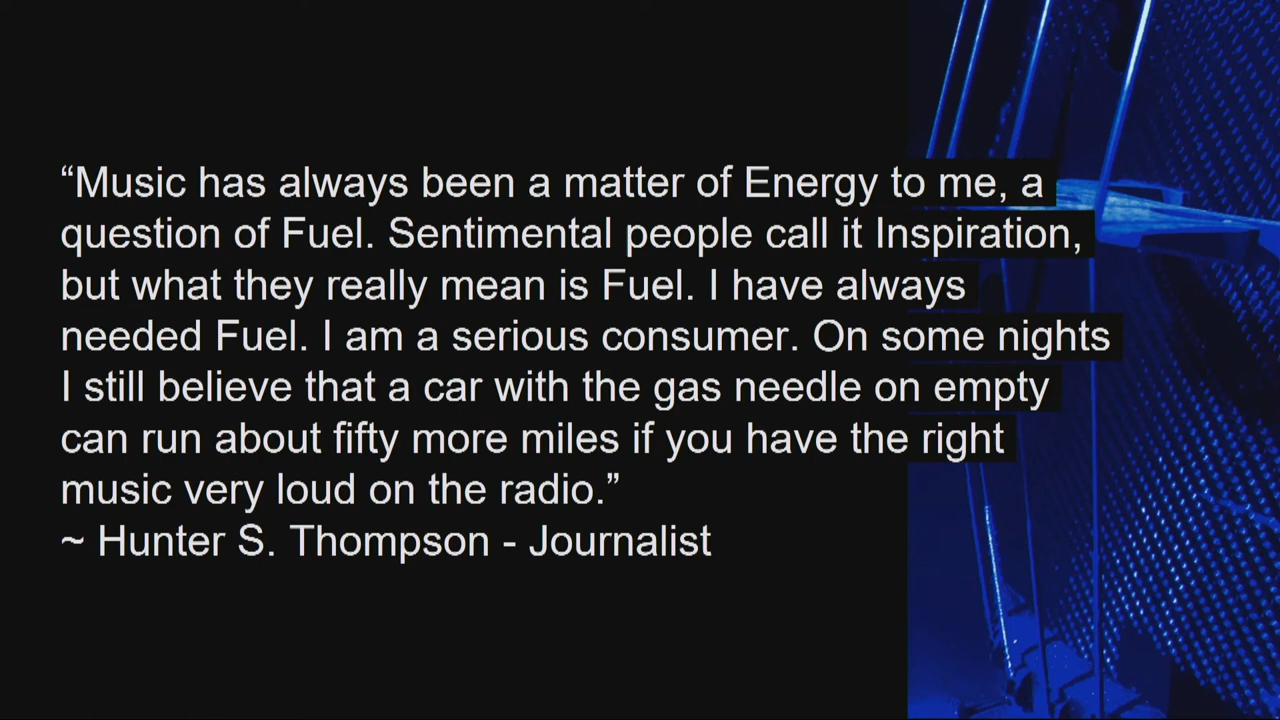 “Music has always been a matter of Energy to me, a
question of Fuel. Sentimental people call it Inspiration,
but what they really mean is Fuel. I have always
needed Fuel. I am a serious consumer. On some nights
I still believe that a car with the gas needle on empty
can run about fifty more miles if you have the right
music very loud on the radio.”
~ Hunter S. Thompson - Journalist